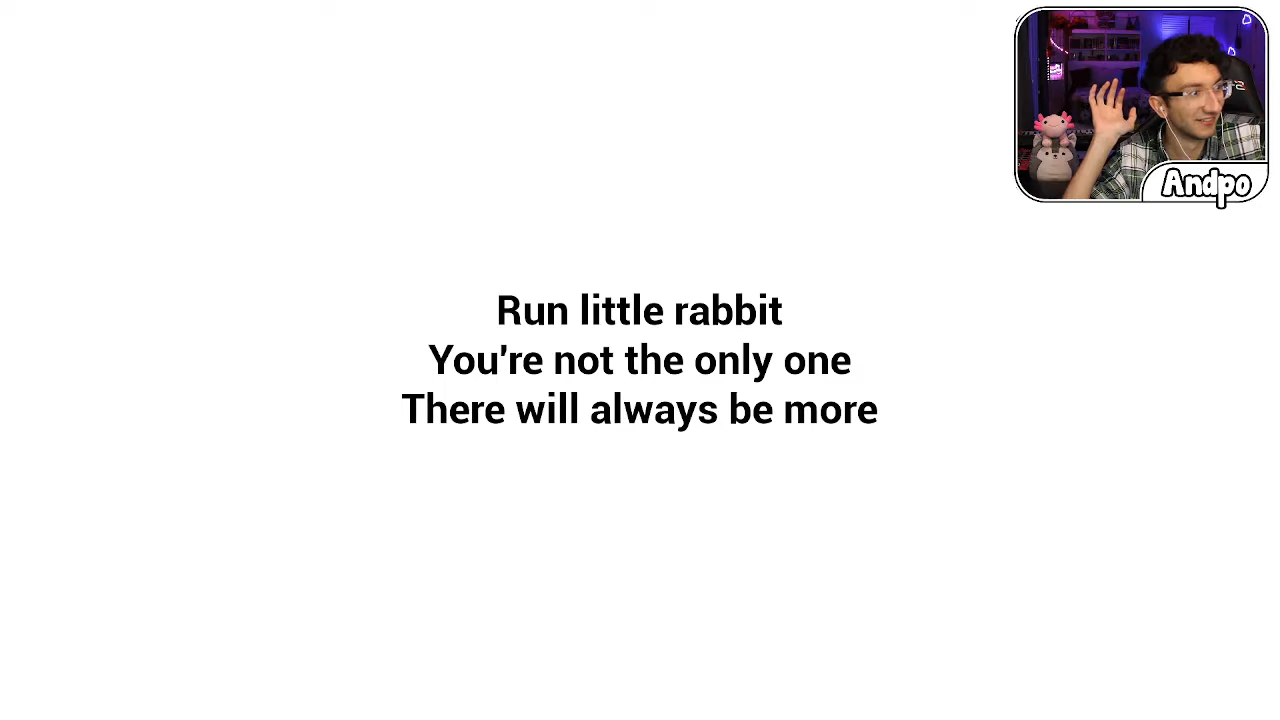 Andpo
Run little rabbit
You're not the only one
There will always be more